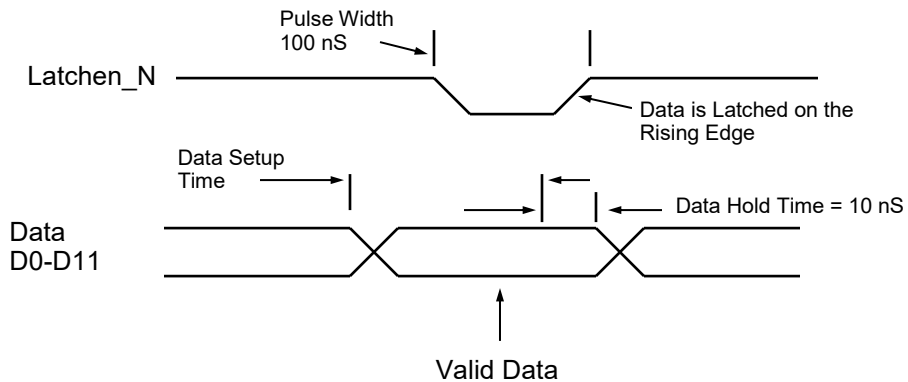 Pulse Width
100 nS
Latchen_N
Data is Latched on the
Rising Edge
Data Setup
Time
Data Hold Time = 10 nS
Data
D0-D11
Valid Data